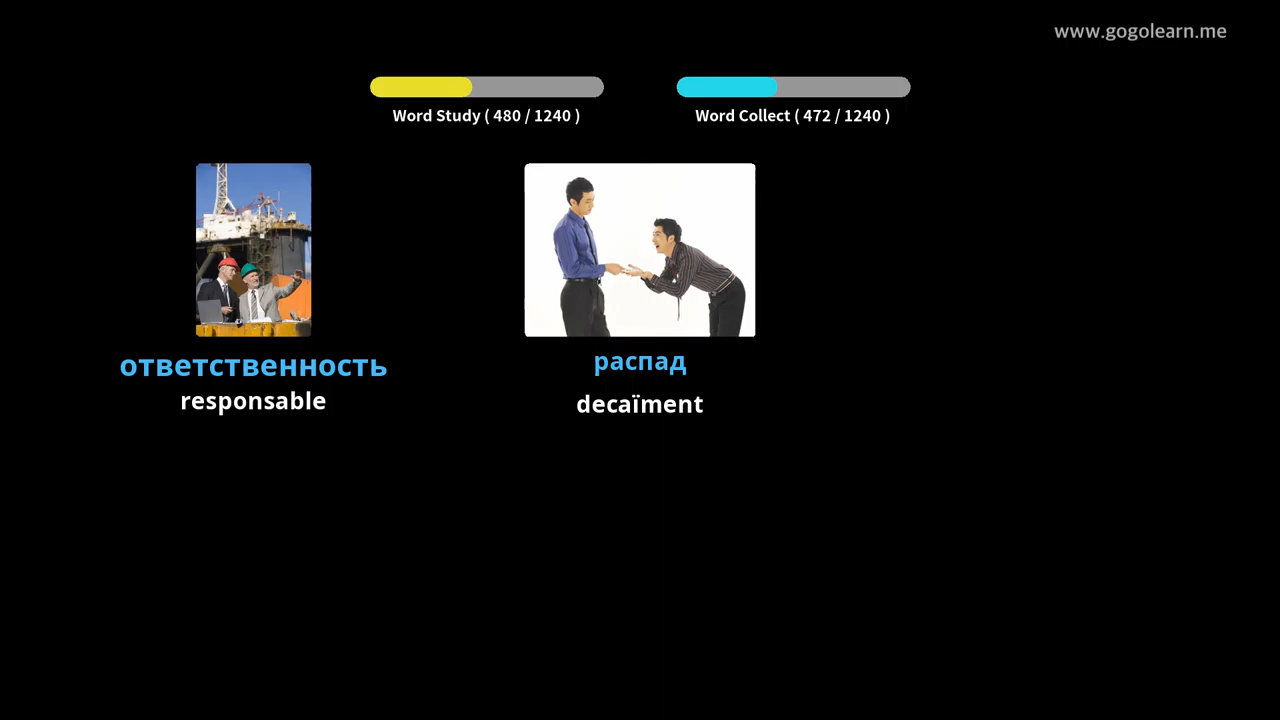 www.gogolearn.me
Word Study ( 480 / 1240 )
Word Collect ( 472 / 1240 )
ответственность
responsable
распад
decaïment